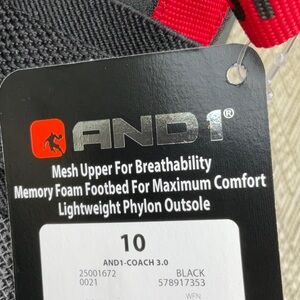 AND1®
Mesh Upper For Breathability
Memory Foam Footbed For Maximum Comfort
Lightweight Phylon Outsole
10
AND1-COACH 3.0
25001672 BLACK
0021 578917353
WFN